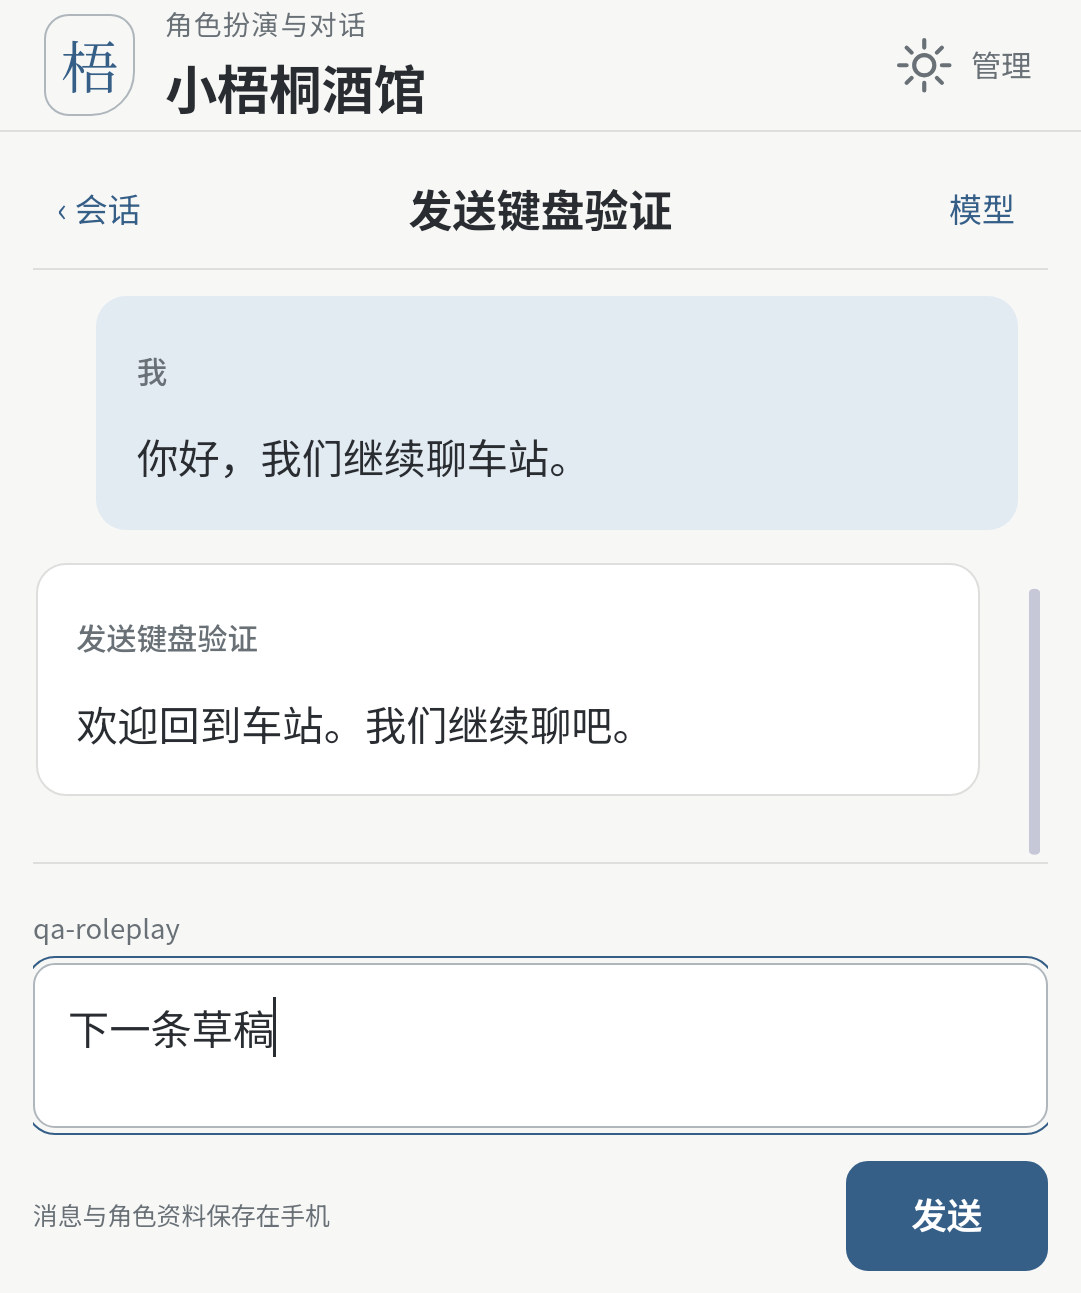 梧
角色扮演与对话
小梧桐酒馆
管理
‹ 会话
发送键盘验证
模型
我
你好，我们继续聊车站。
发送键盘验证
欢迎回到车站。我们继续聊吧。
qa-roleplay
下一条草稿
消息与角色资料保存在手机
发送